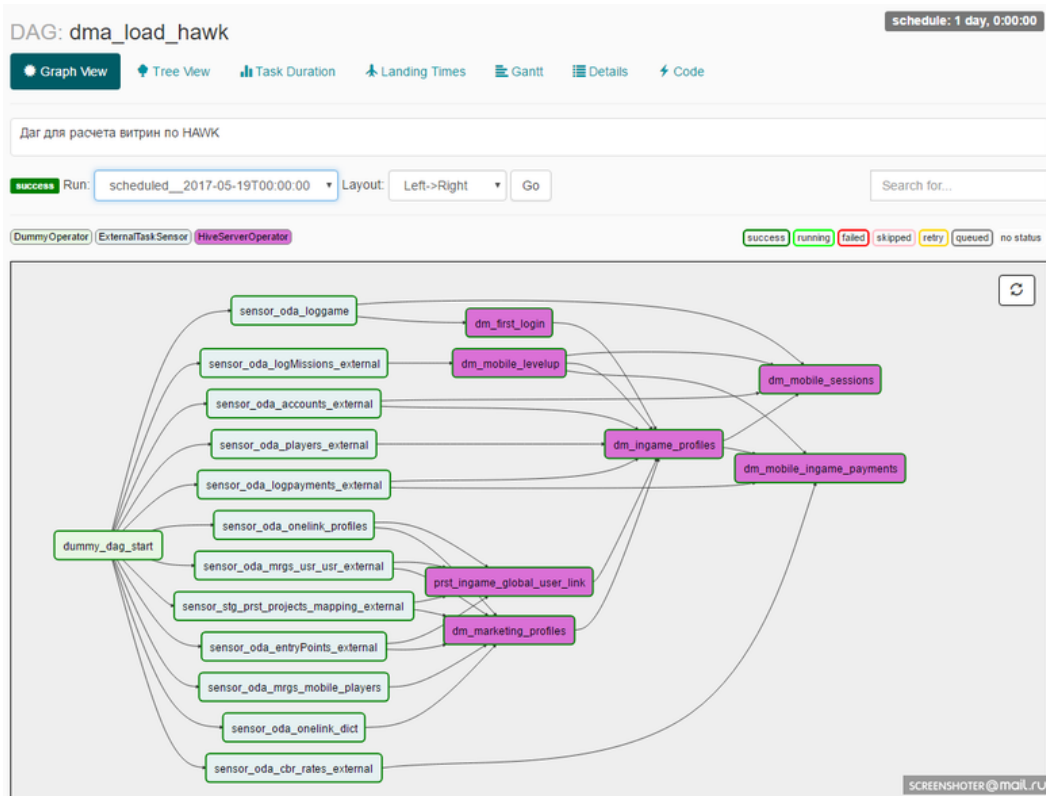 DAG: dma_load_hawk
schedule: 1 day, 0:00:00
Graph View Tree View Task Duration Landing Times Gantt Details Code
Даг для расчета витрин по HAWK
success Run: scheduled__2017-05-19T00:00:00 Layout: Left->Right Go Search for...
DummyOperator ExternalTaskSensor HiveServerOperator success running failed skipped retry queued no status
sensor_oda_loggame
dm_first_login
sensor_oda_logMissions_external
dm_mobile_levelup
dm_mobile_sessions
sensor_oda_accounts_external
sensor_oda_players_external
dm_ingame_profiles
dm_mobile_ingame_payments
sensor_oda_logpayments_external
sensor_oda_onelink_profiles
dummy_dag_start
sensor_oda_mrgs_usr_usr_external
prst_ingame_global_user_link
sensor_stg_prst_projects_mapping_external
dm_marketing_profiles
sensor_oda_entryPoints_external
sensor_oda_mrgs_mobile_players
sensor_oda_onelink_dict
sensor_oda_cbr_rates_external
SCREENSHOTER@mail.ru